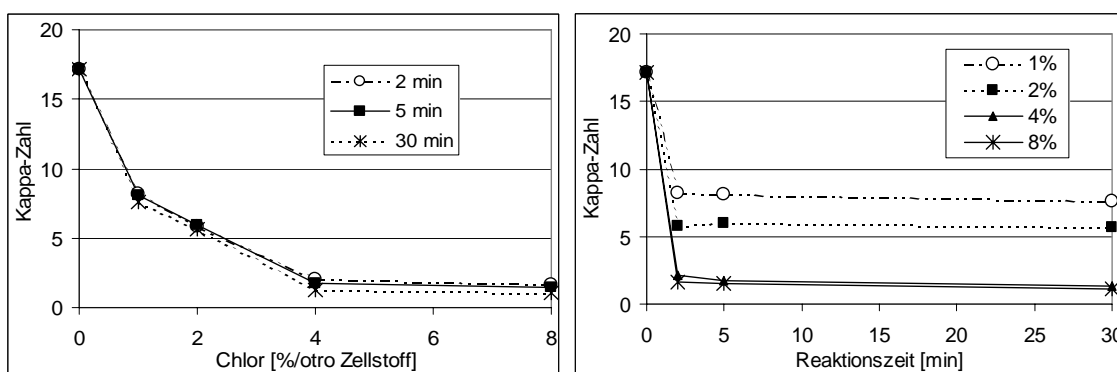 20
15
10
5
0
Kappa-Zahl
2 min
5 min
30 min
0 2 4 6 8
Chlor [%/otro Zellstoff]
20
15
10
5
0
Kappa-Zahl
1%
2%
4%
8%
0 5 10 15 20 25 30
Reaktionszeit [min]